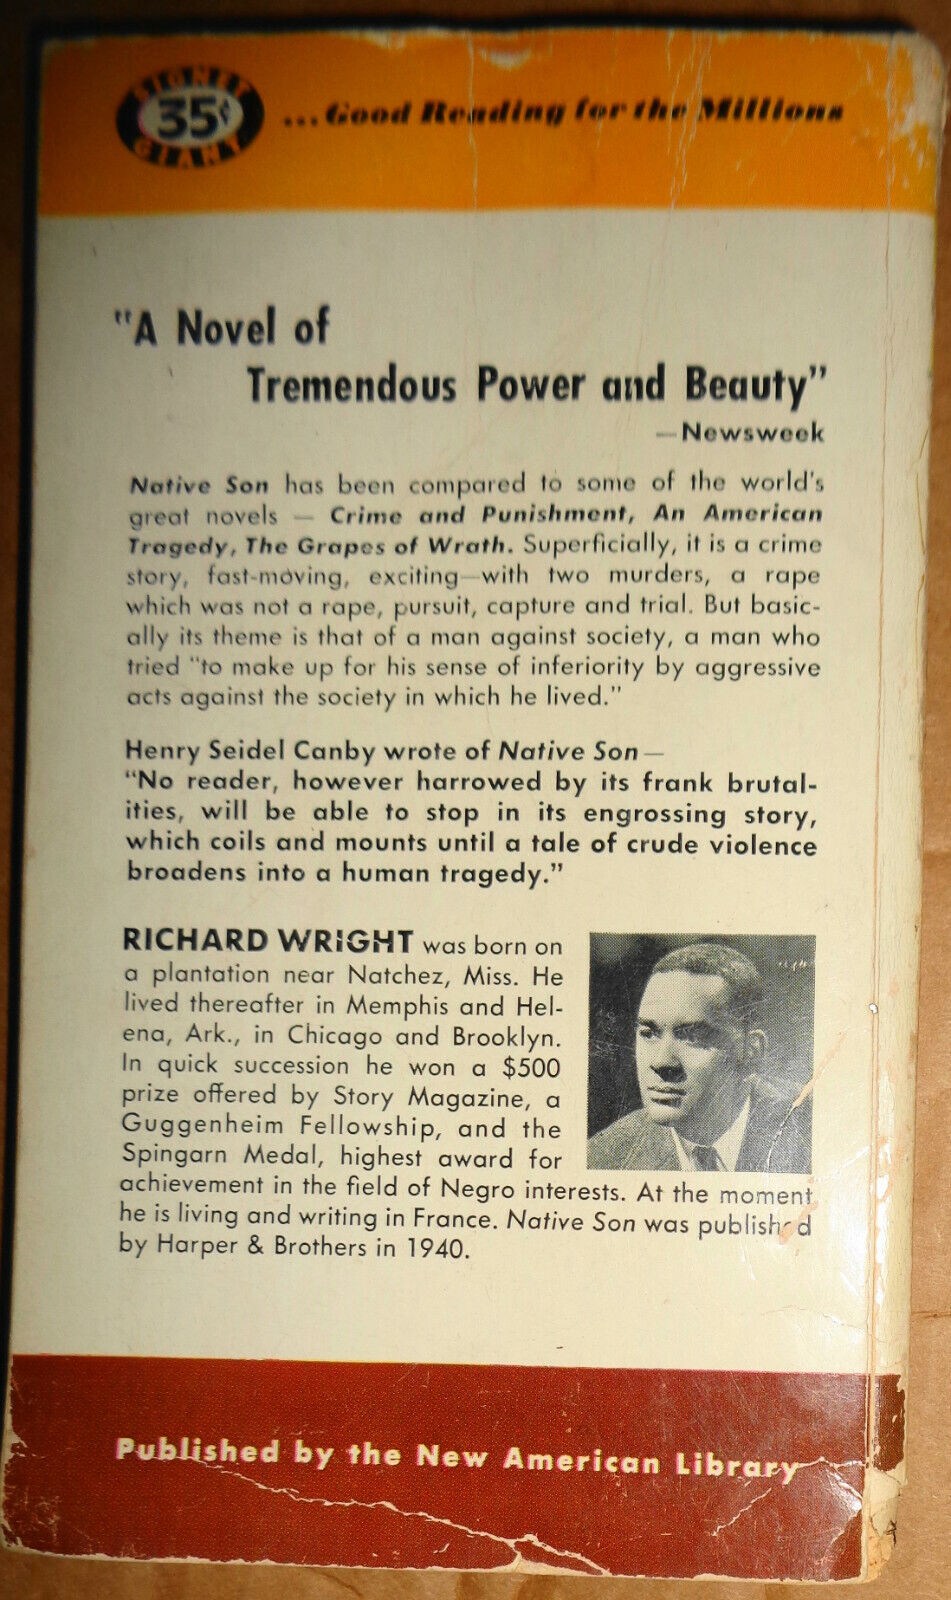 SIGNET
35¢
GIANT
...Good Reading for the Millions
"A Novel of
Tremendous Power and Beauty"
—Newsweek
Native Son has been compared to some of the world's
great novels — Crime and Punishment, An American
Tragedy, The Grapes of Wrath. Superficially, it is a crime
story, fast-moving, exciting—with two murders, a rape
which was not a rape, pursuit, capture and trial. But basic-
ally its theme is that of a man against society, a man who
tried "to make up for his sense of inferiority by aggressive
acts against the society in which he lived."
Henry Seidel Canby wrote of Native Son—
"No reader, however harrowed by its frank brutal-
ities, will be able to stop in its engrossing story,
which coils and mounts until a tale of crude violence
broadens into a human tragedy."
RICHARD WRIGHT was born on
a plantation near Natchez, Miss. He
lived thereafter in Memphis and Hel-
ena, Ark., in Chicago and Brooklyn.
In quick succession he won a $500
prize offered by Story Magazine, a
Guggenheim Fellowship, and the
Spingarn Medal, highest award for
achievement in the field of Negro interests. At the moment
he is living and writing in France. Native Son was published
by Harper & Brothers in 1940.
Published by the New American Library